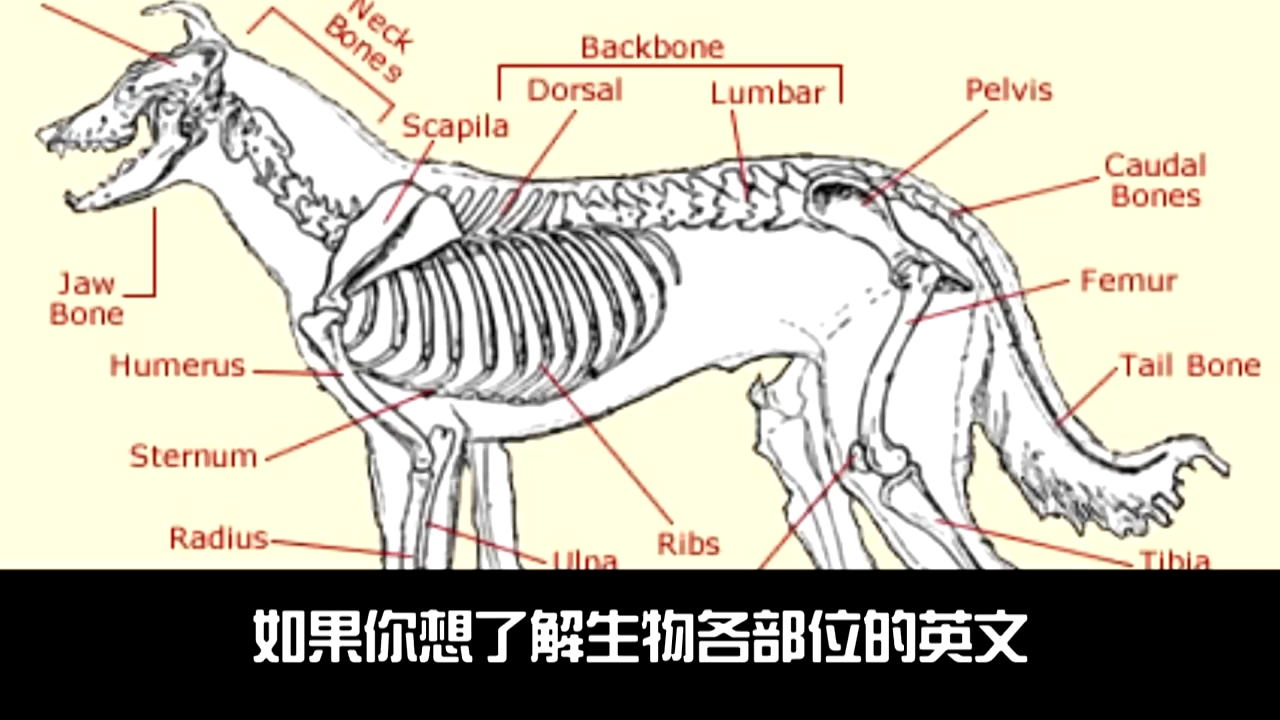 Neck
Bones
Backbone
Dorsal
Lumbar
Pelvis
Scapila
Caudal
Bones
Jaw
Bone
Femur
Humerus
Tail Bone
Sternum
Radius
Ulna
Ribs
Tibia
如果你想了解生物各部位的英文